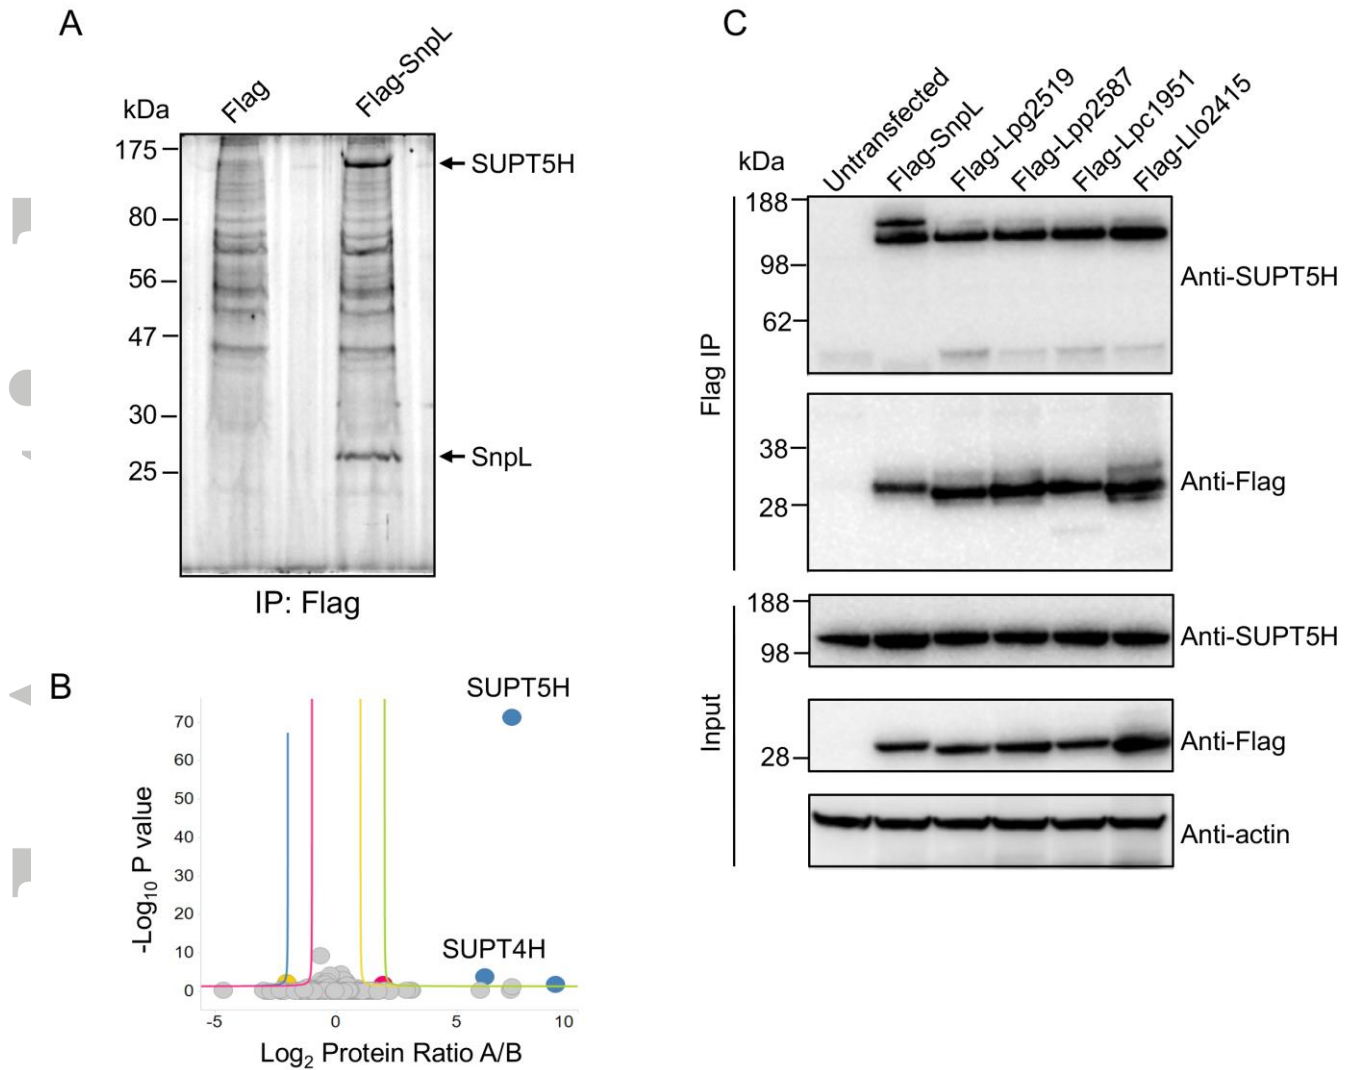 A
kDa
Flag
Flag-SnpL
175
80
56
47
30
25
SUPT5H
SnpL
IP: Flag
B
SUPT5H
SUPT4H
-Log10 P value
70
60
50
40
30
20
10
0
-5
0
5
10
Log2 Protein Ratio A/B
C
kDa
Untransfected
Flag-SnpL
Flag-Lpg2519
Flag-Lpp2587
Flag-Lpc1951
Flag-Llo2415
Flag IP
188
98
62
Anti-SUPT5H
38
28
Anti-Flag
Input
188
98
Anti-SUPT5H
28
Anti-Flag
Anti-actin